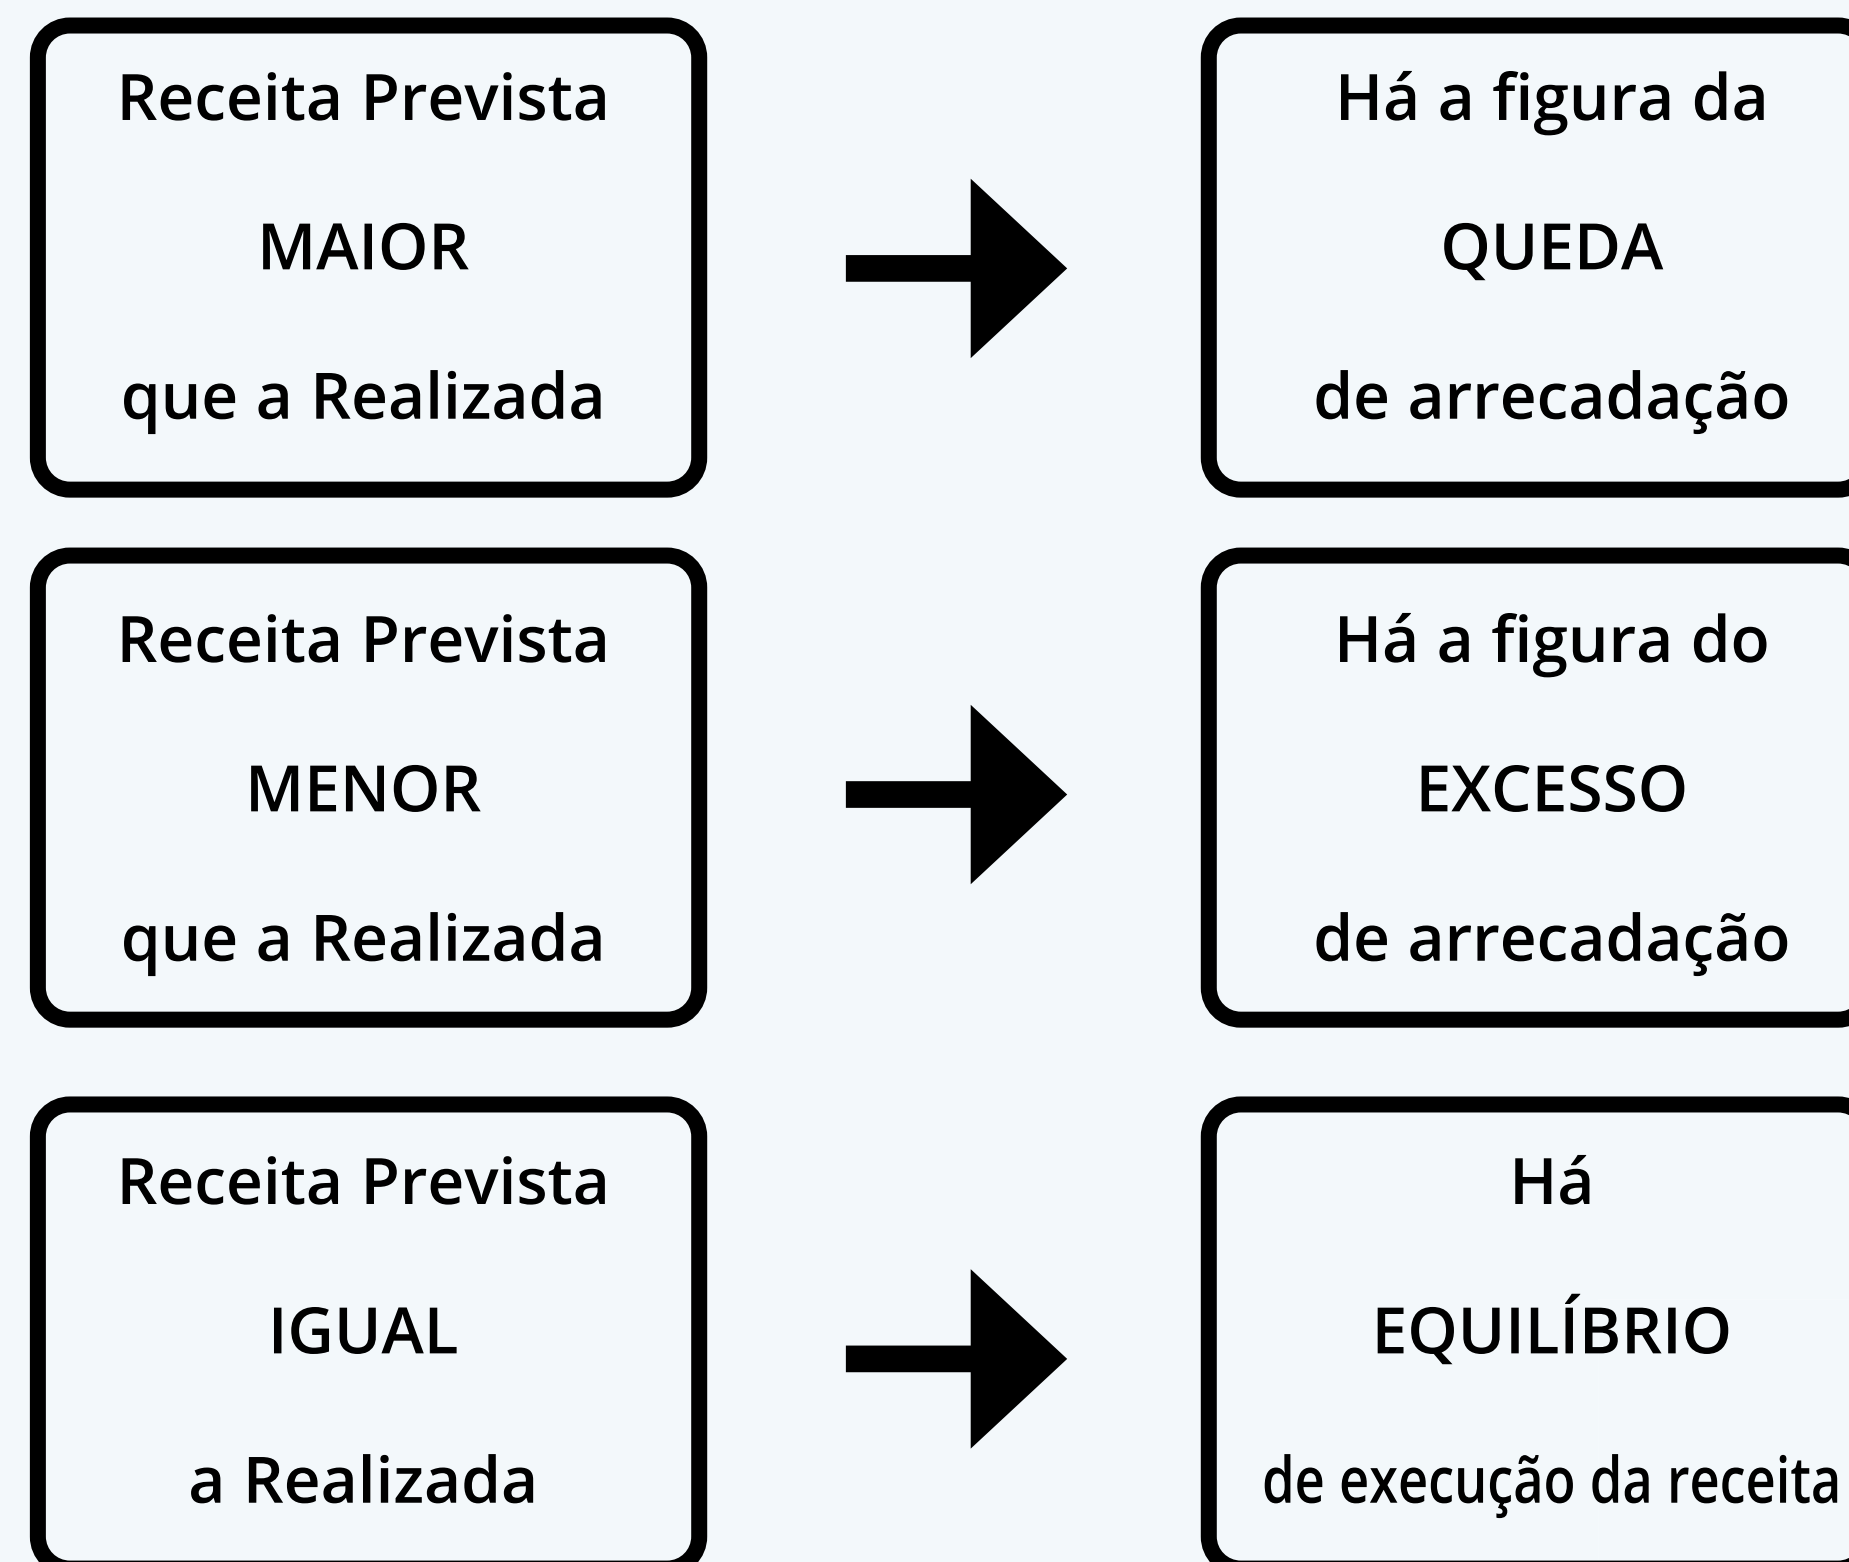 Receita Prevista
MAIOR
que a Realizada
Há a figura da
QUEDA
de arrecadação
Receita Prevista
MENOR
que a Realizada
Há a figura do
EXCESSO
de arrecadação
Receita Prevista
IGUAL
a Realizada
Há
EQUILÍBRIO
de execução da receita